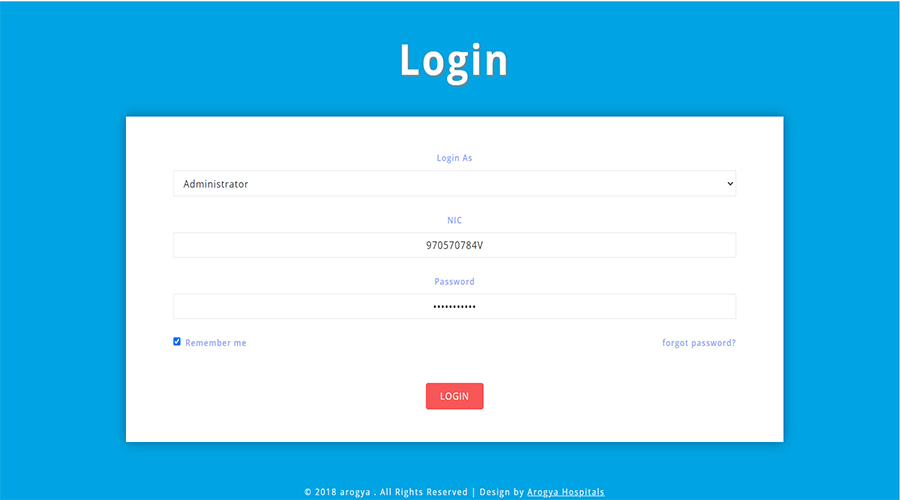 Login
Login As
Administrator
NIC
970570784V
Password
•••••••••••
Remember me
forgot password?
LOGIN
© 2018 arogya . All Rights Reserved | Design by Arogya Hospitals